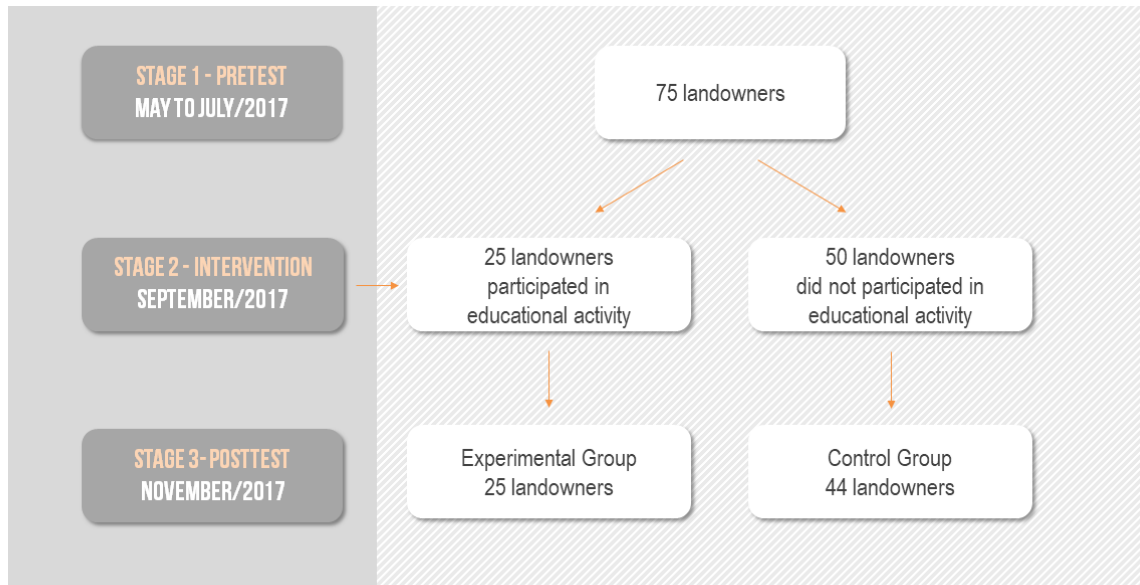 STAGE 1 - PRETEST
MAY TO JULY/2017
75 landowners
STAGE 2 - INTERVENTION
SEPTEMBER/2017
25 landowners
participated in
educational activity
50 landowners
did not participated in
educational activity
STAGE 3- POSTTEST
NOVEMBER/2017
Experimental Group
25 landowners
Control Group
44 landowners